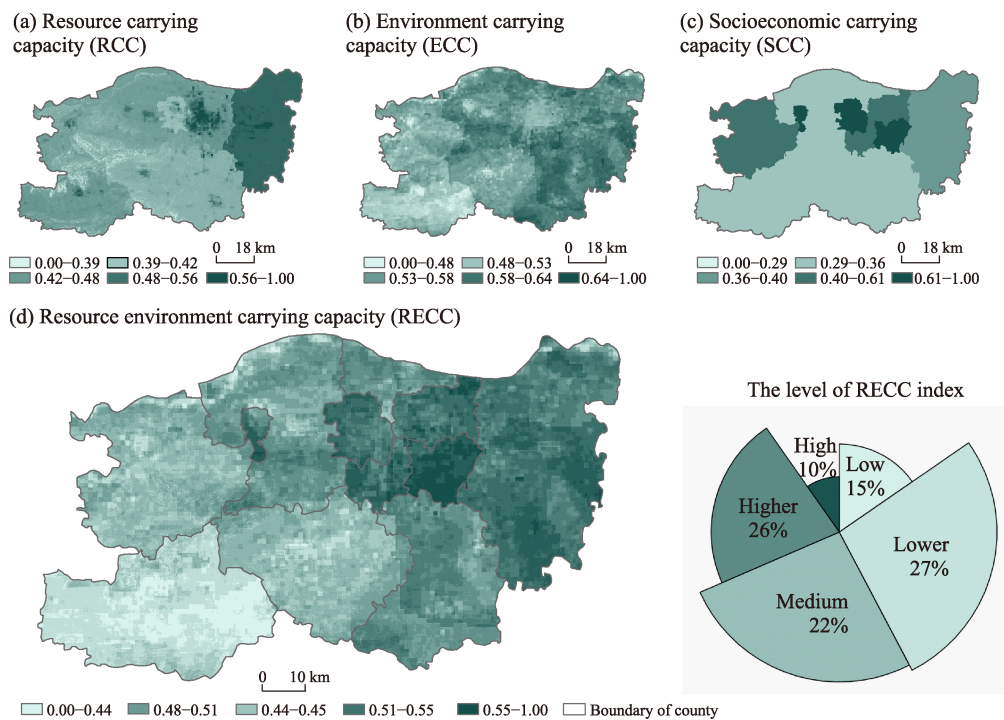 (a) Resource carrying
capacity (RCC)
(b) Environment carrying
capacity (ECC)
(c) Socioeconomic carrying
capacity (SCC)
0 18 km
0.00−0.39 0.39−0.42
0.42−0.48 0.48−0.56 0.56−1.00
0 18 km
0.00−0.48 0.48−0.53
0.53−0.58 0.58−0.64 0.64−1.00
0 18 km
0.00−0.29 0.29−0.36
0.36−0.40 0.40−0.61 0.61−1.00
(d) Resource environment carrying capacity (RECC)
0 10 km
0.00−0.44 0.48−0.51 0.44−0.45 0.51−0.55 0.55−1.00 Boundary of county
The level of RECC index
High
10%
Low
15%
Higher
26%
Lower
27%
Medium
22%